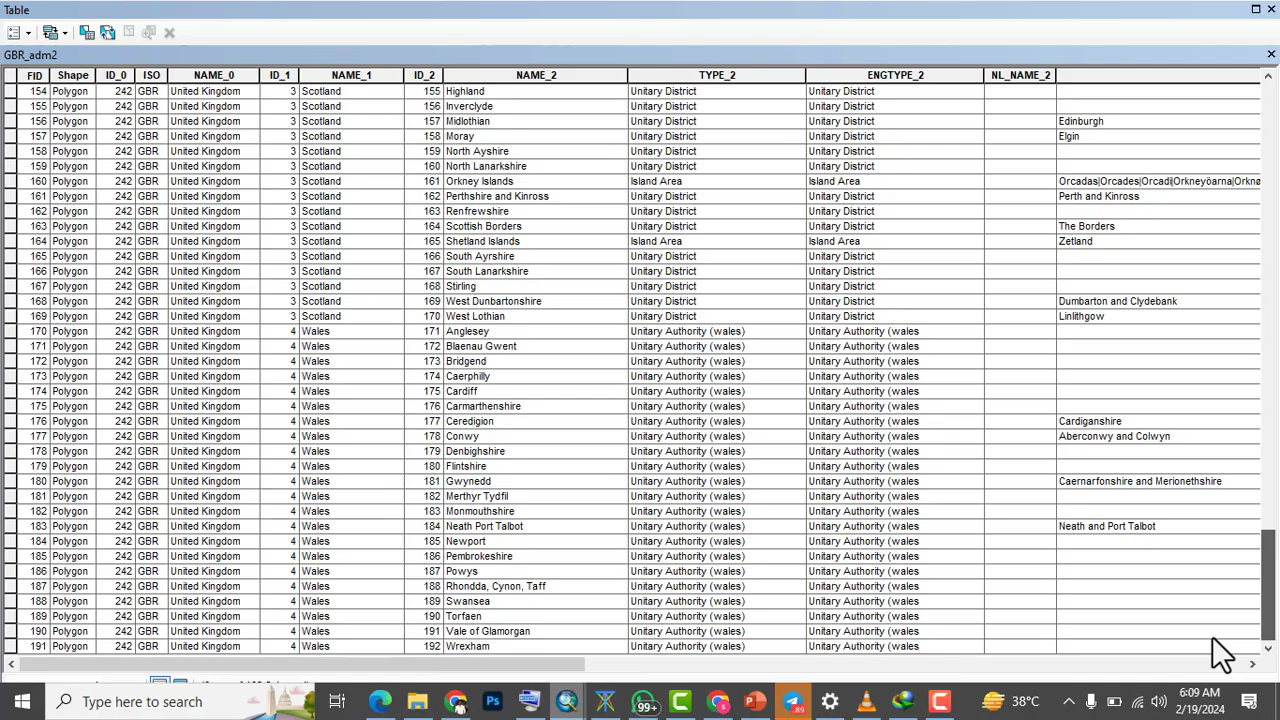 Table
GBR_adm2
FID Shape ID_0 ISO NAME_0 ID_1 NAME_1 ID_2 NAME_2 TYPE_2 ENGTYPE_2 NL_NAME_2
154 Polygon 242 GBR United Kingdom 3 Scotland 155 Highland Unitary District Unitary District
155 Polygon 242 GBR United Kingdom 3 Scotland 156 Inverclyde Unitary District Unitary District
156 Polygon 242 GBR United Kingdom 3 Scotland 157 Midlothian Unitary District Unitary District Edinburgh
157 Polygon 242 GBR United Kingdom 3 Scotland 158 Moray Unitary District Unitary District Elgin
158 Polygon 242 GBR United Kingdom 3 Scotland 159 North Ayshire Unitary District Unitary District
159 Polygon 242 GBR United Kingdom 3 Scotland 160 North Lanarkshire Unitary District Unitary District
160 Polygon 242 GBR United Kingdom 3 Scotland 161 Orkney Islands Island Area Island Area Orcadas|Orcades|Orcadi|Orkneyöarna|Orknø
161 Polygon 242 GBR United Kingdom 3 Scotland 162 Perthshire and Kinross Unitary District Unitary District Perth and Kinross
162 Polygon 242 GBR United Kingdom 3 Scotland 163 Renfrewshire Unitary District Unitary District
163 Polygon 242 GBR United Kingdom 3 Scotland 164 Scottish Borders Unitary District Unitary District The Borders
164 Polygon 242 GBR United Kingdom 3 Scotland 165 Shetland Islands Island Area Island Area Zetland
165 Polygon 242 GBR United Kingdom 3 Scotland 166 South Ayrshire Unitary District Unitary District
166 Polygon 242 GBR United Kingdom 3 Scotland 167 South Lanarkshire Unitary District Unitary District
167 Polygon 242 GBR United Kingdom 3 Scotland 168 Stirling Unitary District Unitary District
168 Polygon 242 GBR United Kingdom 3 Scotland 169 West Dunbartonshire Unitary District Unitary District Dumbarton and Clydebank
169 Polygon 242 GBR United Kingdom 3 Scotland 170 West Lothian Unitary District Unitary District Linlithgow
170 Polygon 242 GBR United Kingdom 4 Wales 171 Anglesey Unitary Authority (wales) Unitary Authority (wales
171 Polygon 242 GBR United Kingdom 4 Wales 172 Blaenau Gwent Unitary Authority (wales) Unitary Authority (wales
172 Polygon 242 GBR United Kingdom 4 Wales 173 Bridgend Unitary Authority (wales) Unitary Authority (wales
173 Polygon 242 GBR United Kingdom 4 Wales 174 Caerphilly Unitary Authority (wales) Unitary Authority (wales
174 Polygon 242 GBR United Kingdom 4 Wales 175 Cardiff Unitary Authority (wales) Unitary Authority (wales
175 Polygon 242 GBR United Kingdom 4 Wales 176 Carmarthenshire Unitary Authority (wales) Unitary Authority (wales
176 Polygon 242 GBR United Kingdom 4 Wales 177 Ceredigion Unitary Authority (wales) Unitary Authority (wales Cardiganshire
177 Polygon 242 GBR United Kingdom 4 Wales 178 Conwy Unitary Authority (wales) Unitary Authority (wales Aberconwy and Colwyn
178 Polygon 242 GBR United Kingdom 4 Wales 179 Denbighshire Unitary Authority (wales) Unitary Authority (wales
179 Polygon 242 GBR United Kingdom 4 Wales 180 Flintshire Unitary Authority (wales) Unitary Authority (wales
180 Polygon 242 GBR United Kingdom 4 Wales 181 Gwynedd Unitary Authority (wales) Unitary Authority (wales Caernarfonshire and Merionethshire
181 Polygon 242 GBR United Kingdom 4 Wales 182 Merthyr Tydfil Unitary Authority (wales) Unitary Authority (wales
182 Polygon 242 GBR United Kingdom 4 Wales 183 Monmouthshire Unitary Authority (wales) Unitary Authority (wales
183 Polygon 242 GBR United Kingdom 4 Wales 184 Neath Port Talbot Unitary Authority (wales) Unitary Authority (wales Neath and Port Talbot
184 Polygon 242 GBR United Kingdom 4 Wales 185 Newport Unitary Authority (wales) Unitary Authority (wales
185 Polygon 242 GBR United Kingdom 4 Wales 186 Pembrokeshire Unitary Authority (wales) Unitary Authority (wales
186 Polygon 242 GBR United Kingdom 4 Wales 187 Powys Unitary Authority (wales) Unitary Authority (wales
187 Polygon 242 GBR United Kingdom 4 Wales 188 Rhondda, Cynon, Taff Unitary Authority (wales) Unitary Authority (wales
188 Polygon 242 GBR United Kingdom 4 Wales 189 Swansea Unitary Authority (wales) Unitary Authority (wales
189 Polygon 242 GBR United Kingdom 4 Wales 190 Torfaen Unitary Authority (wales) Unitary Authority (wales
190 Polygon 242 GBR United Kingdom 4 Wales 191 Vale of Glamorgan Unitary Authority (wales) Unitary Authority (wales
191 Polygon 242 GBR United Kingdom 4 Wales 192 Wrexham Unitary Authority (wales) Unitary Authority (wales
Type here to search Ps 99+ 89 38°C 6:09 AM
2/19/2024